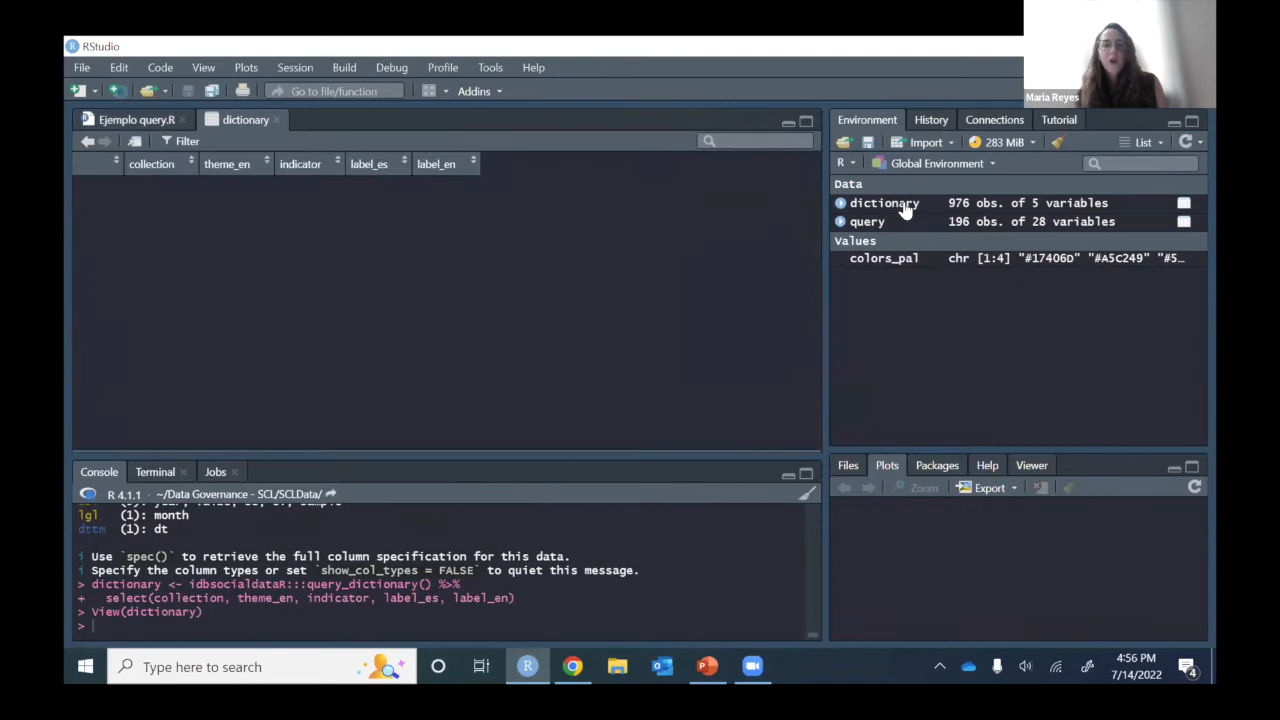 RStudio
File Edit Code View Plots Session Build Debug Profile Tools Help
Go to file/function Addins
Ejemplo query.R dictionary
Filter
collection theme_en indicator label_es label_en
Maria Reyes
Environment History Connections Tutorial
Import 283 MiB List
R Global Environment
Data
dictionary 976 obs. of 5 variables
query 196 obs. of 28 variables
Values
colors_pal chr [1:4] "#17406D" "#A5C249" "#5…
Console Terminal Jobs
R 4.1.1 · ~/Data Governance - SCL/SCLData/
lgl (1): month
dttm (1): dt
i Use `spec()` to retrieve the full column specification for this data.
i Specify the column types or set `show_col_types = FALSE` to quiet this message.
> dictionary <- idbsocialdataR:::query_dictionary() %>%
+ select(collection, theme_en, indicator, label_es, label_en)
> View(dictionary)
>
Files Plots Packages Help Viewer
Zoom Export
Type here to search
4:56 PM
7/14/2022
4